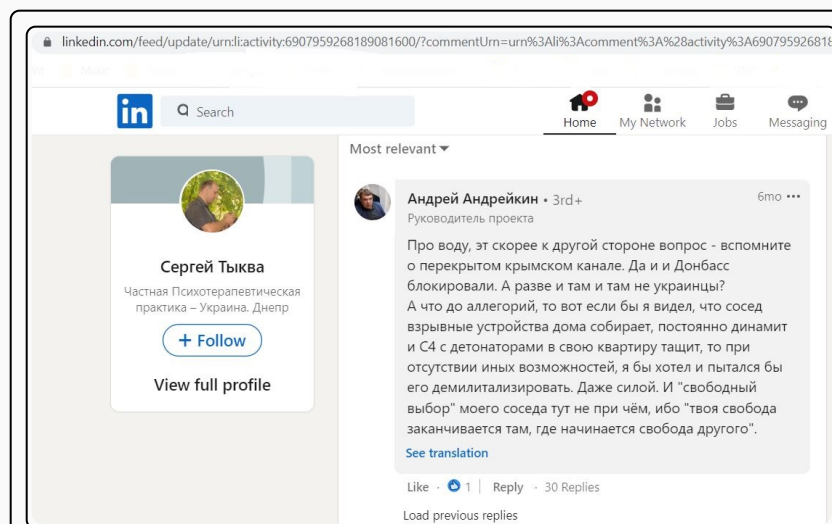 linkedin.com/feed/update/urn:li:activity:6907959268189081600/?commentUrn=urn%3Ali%3Acomment%3A%28activity%3A690795926818
in
Search
Home
My Network
Jobs
Messaging
Most relevant
Сергей Тыква
Частная Психотерапевтическая
практика – Украина. Днепр
+ Follow
View full profile
Андрей Андрейкин • 3rd+
6mo •••
Руководитель проекта
Про воду, эт скорее к другой стороне вопрос - вспомните
о перекрытом крымском канале. Да и и Донбасс
блокировали. А разве и там и там не украинцы?
А что до аллегорий, то вот если бы я видел, что сосед
взрывные устройства дома собирает, постоянно динамит
и С4 с детонаторами в свою квартиру тащит, то при
отсутствии иных возможностей, я бы хотел и пытался бы
его демилитализировать. Даже силой. И "свободный
выбор" моего соседа тут не при чём, ибо "твоя свобода
заканчивается там, где начинается свобода другого".
See translation
Like · 1 | Reply · 30 Replies
Load previous replies